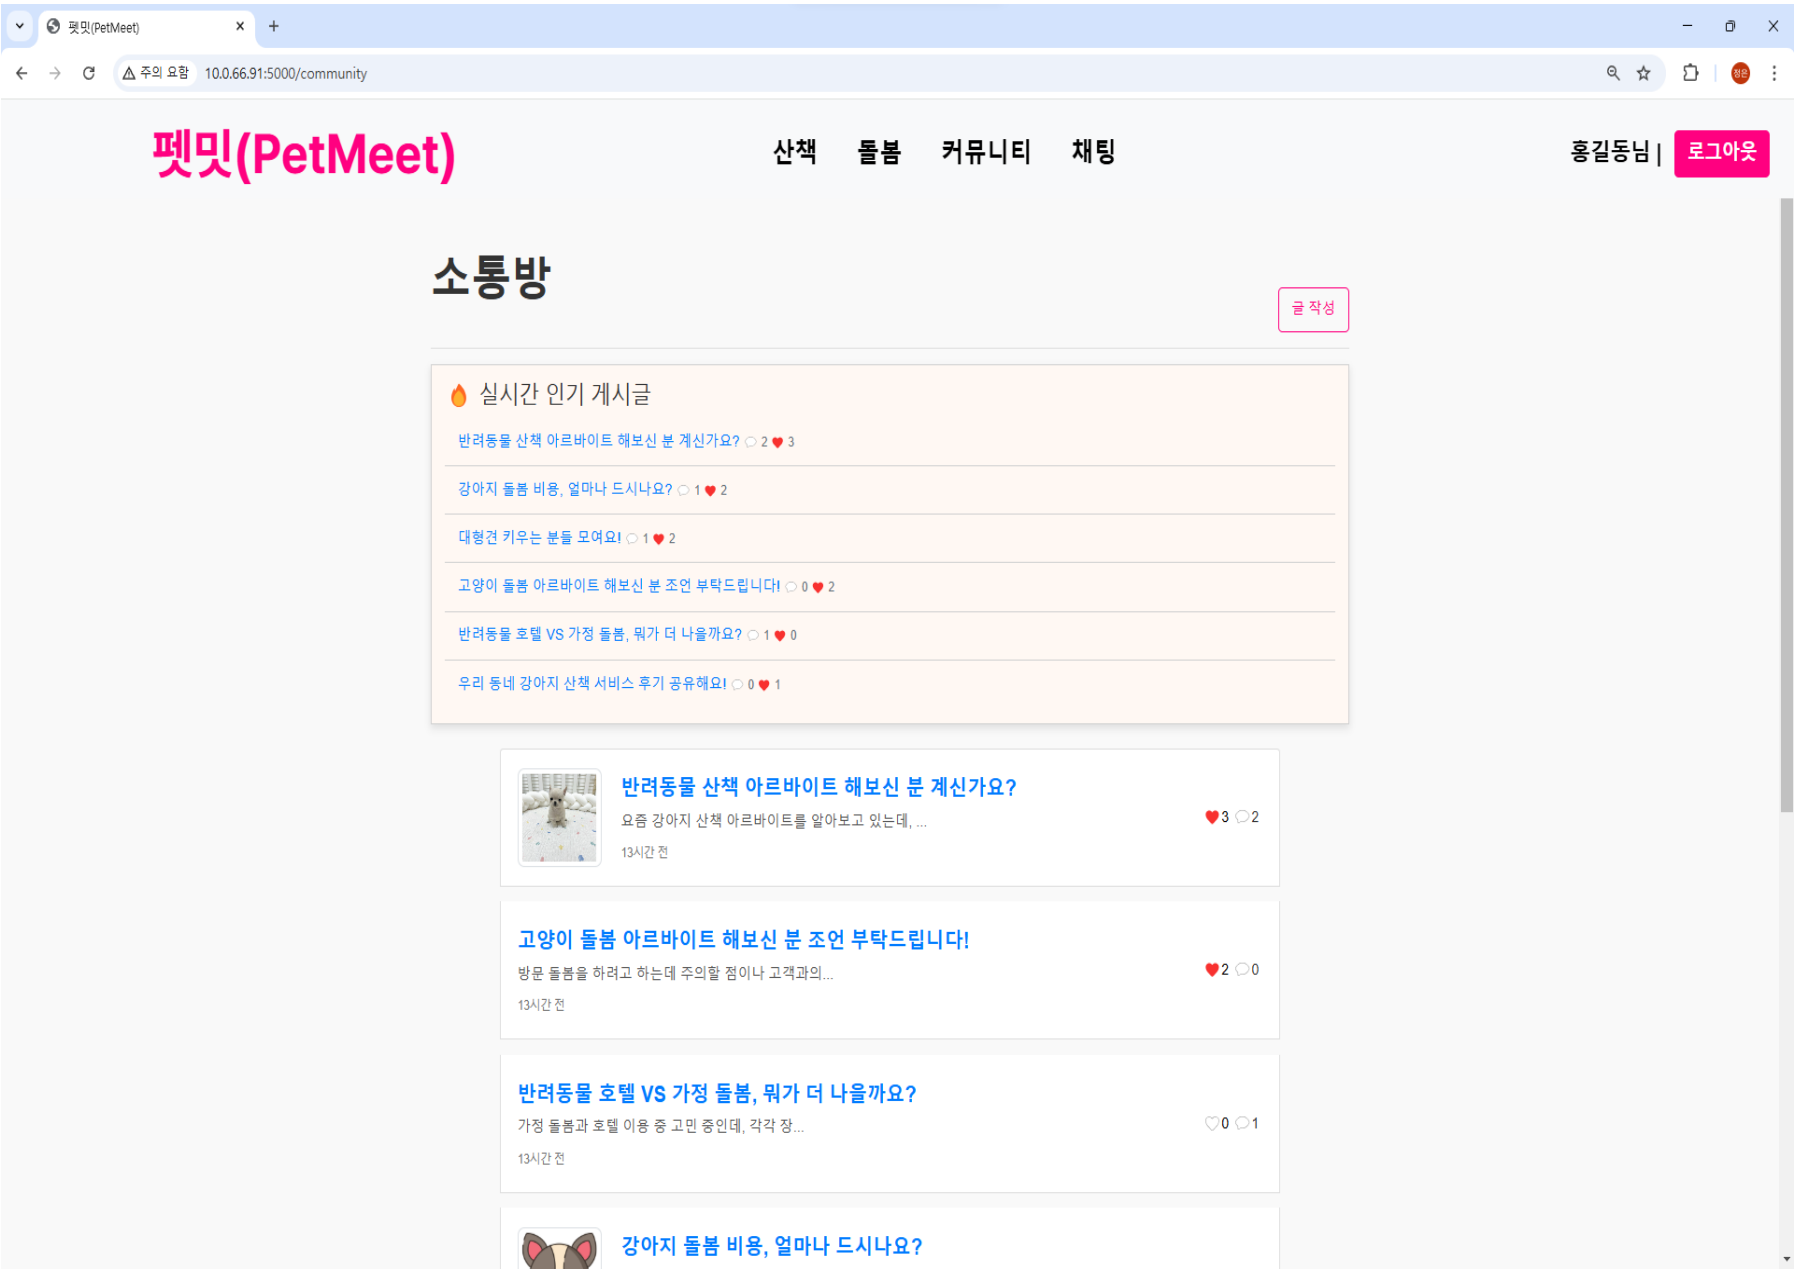 펫밋(PetMeet)
주의 요함 10.0.66.91:5000/community
정은
펫밋(PetMeet)
산책 돌봄 커뮤니티 채팅
홍길동님 | 로그아웃
소통방
글 작성
실시간 인기 게시글
반려동물 산책 아르바이트 해보신 분 계신가요? 2 3
강아지 돌봄 비용, 얼마나 드시나요? 1 2
대형견 키우는 분들 모여요! 1 2
고양이 돌봄 아르바이트 해보신 분 조언 부탁드립니다! 0 2
반려동물 호텔 VS 가정 돌봄, 뭐가 더 나을까요? 1 0
우리 동네 강아지 산책 서비스 후기 공유해요! 0 1
반려동물 산책 아르바이트 해보신 분 계신가요?
요즘 강아지 산책 아르바이트를 알아보고 있는데, ...
3 2
13시간 전
고양이 돌봄 아르바이트 해보신 분 조언 부탁드립니다!
방문 돌봄을 하려고 하는데 주의할 점이나 고객과의...
2 0
13시간 전
반려동물 호텔 VS 가정 돌봄, 뭐가 더 나을까요?
가정 돌봄과 호텔 이용 중 고민 중인데, 각각 장...
0 1
13시간 전
강아지 돌봄 비용, 얼마나 드시나요?